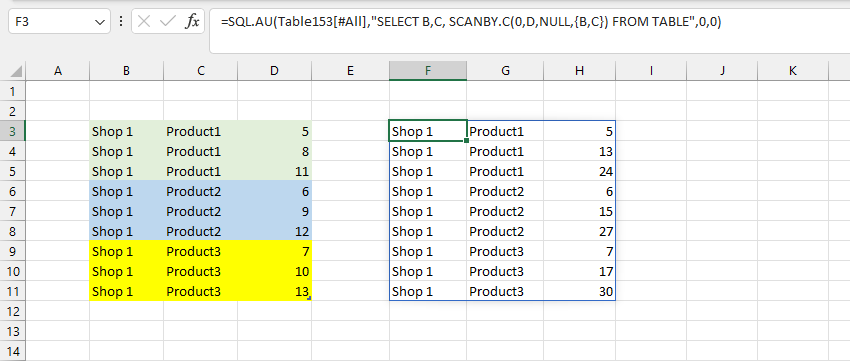 F3 fx =SQL.AU(Table153[#All],"SELECT B,C, SCANBY.C(0,D,NULL,{B,C}) FROM TABLE",0,0)
A B C D E F G H I J K
1
2
3 Shop 1 Product1 5 Shop 1 Product1 5
4 Shop 1 Product1 8 Shop 1 Product1 13
5 Shop 1 Product1 11 Shop 1 Product1 24
6 Shop 1 Product2 6 Shop 1 Product2 6
7 Shop 1 Product2 9 Shop 1 Product2 15
8 Shop 1 Product2 12 Shop 1 Product2 27
9 Shop 1 Product3 7 Shop 1 Product3 7
10 Shop 1 Product3 10 Shop 1 Product3 17
11 Shop 1 Product3 13 Shop 1 Product3 30
12
13
14